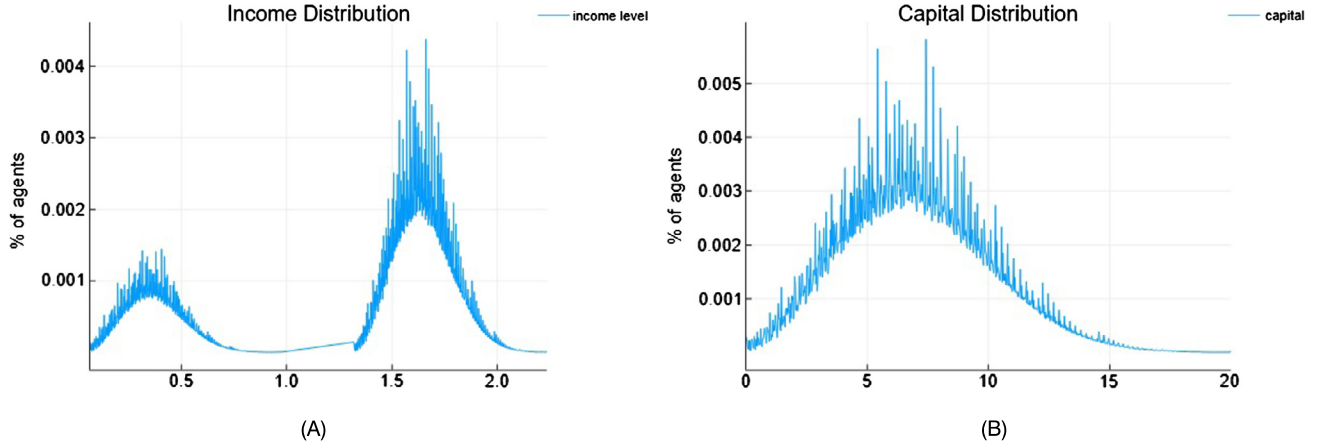 Income Distribution
income level
% of agents
0.004
0.003
0.002
0.001
0.5
1.0
1.5
2.0
(A)
Capital Distribution
capital
% of agents
0.005
0.004
0.003
0.002
0.001
0
5
10
15
20
(B)